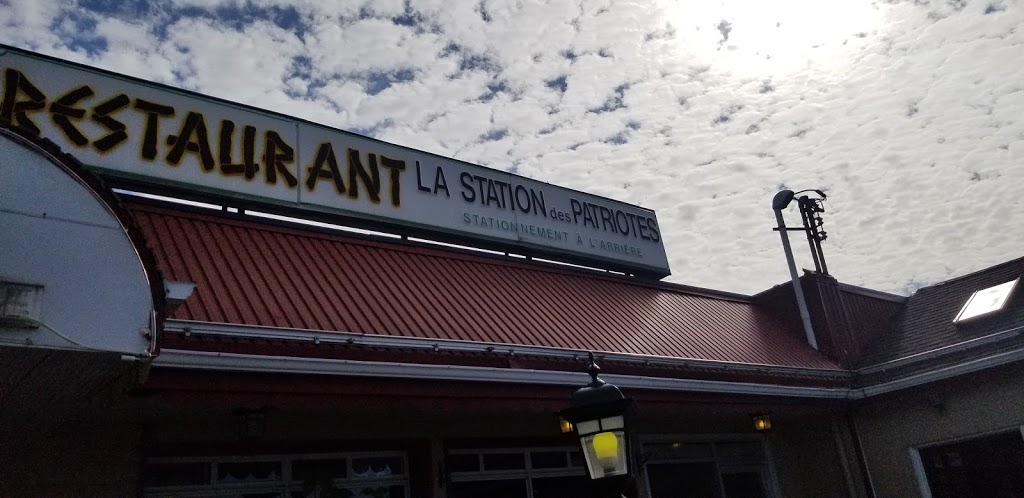 RESTAURANT LA STATION des PATRIOTES
STATIONNEMENT À L'ARRIÈRE